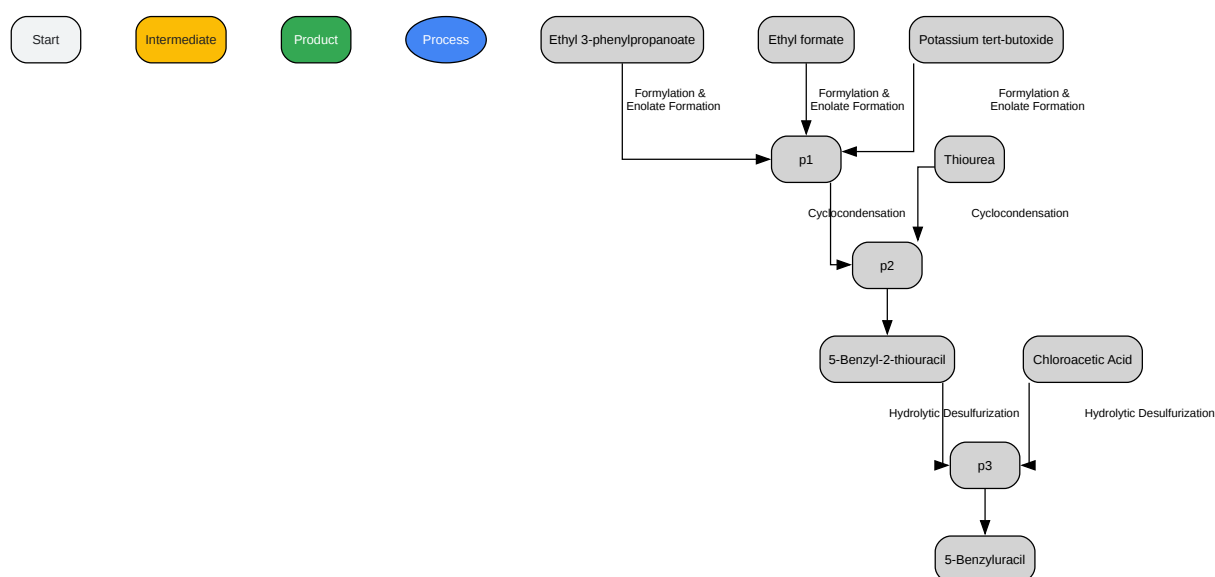 Start
Intermediate
Product
Process
Ethyl 3-phenylpropanoate
Ethyl formate
Potassium tert-butoxide
Formylation &
Enolate Formation
Formylation &
Enolate Formation
Formylation &
Enolate Formation
p1
Thiourea
Cyclocondensation
Cyclocondensation
p2
5-Benzyl-2-thiouracil
Chloroacetic Acid
Hydrolytic Desulfurization
Hydrolytic Desulfurization
p3
5-Benzyluracil